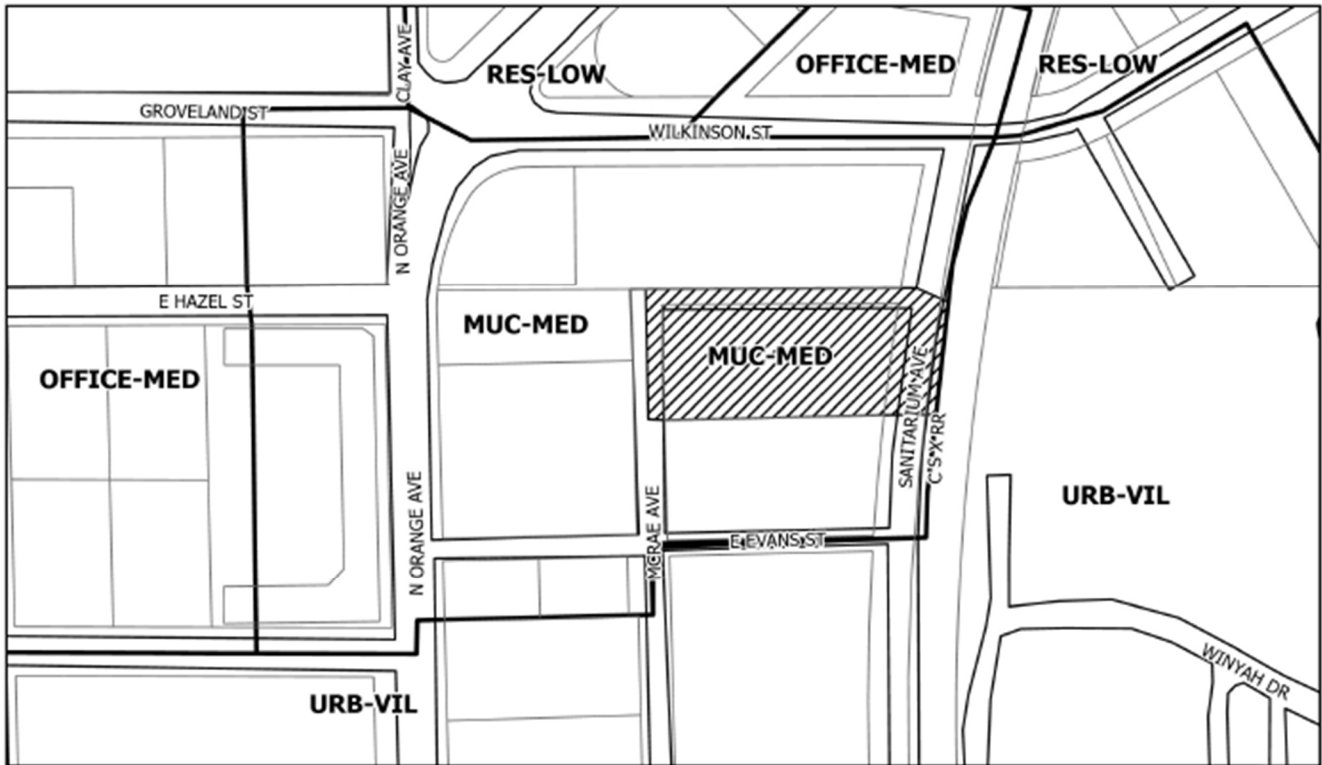 CLAY AVE
RES-LOW
OFFICE-MED
RES-LOW
GROVELAND ST
WILKINSON ST
N ORANGE AVE
E HAZEL ST
MUC-MED
MUC-MED
OFFICE-MED
SANITARIUM AVE
C S X RR
N ORANGE AVE
MCRAE AVE
URB-VIL
E EVANS ST
WINYAH DR
URB-VIL